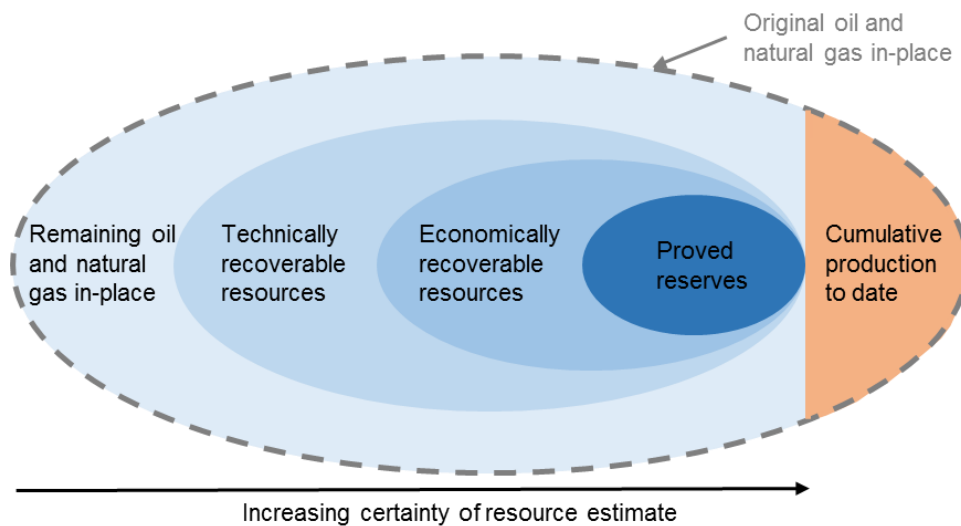 Original oil and
natural gas in-place
Remaining oil
and natural
gas in-place
Technically
recoverable
resources
Economically
recoverable
resources
Proved
reserves
Cumulative
production
to date
Increasing certainty of resource estimate